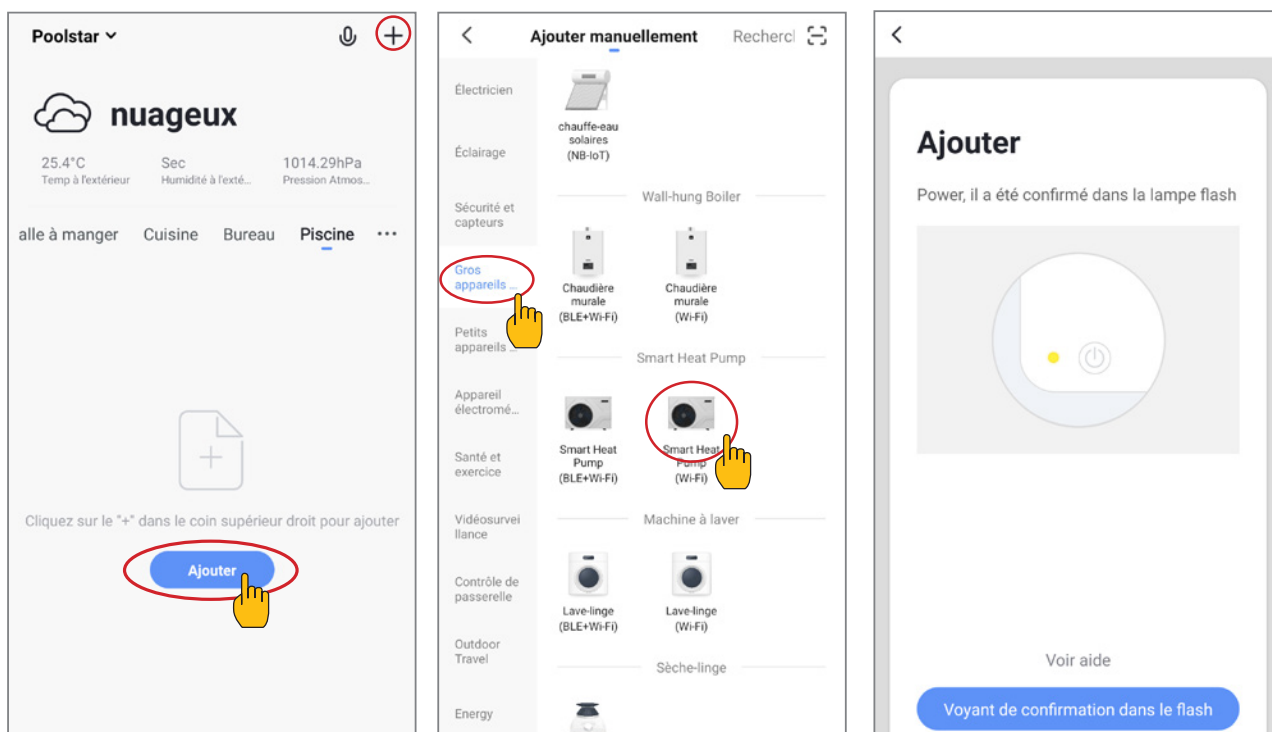 Poolstar
nuageux
25.4°C Sec 1014.29hPa
Temp à l'extérieur Humidité à l'exté... Pression Atmos...
alle à manger Cuisine Bureau Piscine ...
Cliquez sur le "+" dans le coin supérieur droit pour ajouter
Ajouter
Ajouter manuellement Recherc
Électricien
Éclairage
Sécurité et
capteurs
Gros
appareils ...
Petits
appareils ...
Appareil
électromé...
Santé et
exercice
Vidéosurvei
llance
Contrôle de
passerelle
Outdoor
Travel
Energy
chauffe-eau
solaires
(NB-IoT)
Wall-hung Boiler
Chaudière
murale
(BLE+Wi-Fi)
Chaudière
murale
(Wi-Fi)
Smart Heat Pump
Smart Heat
Pump
(BLE+Wi-Fi)
Smart Heat
Pump
(Wi-Fi)
Machine à laver
Lave-linge
(BLE+Wi-Fi)
Lave-linge
(Wi-Fi)
Sèche-linge
Ajouter
Power, il a été confirmé dans la lampe flash
Voir aide
Voyant de confirmation dans le flash